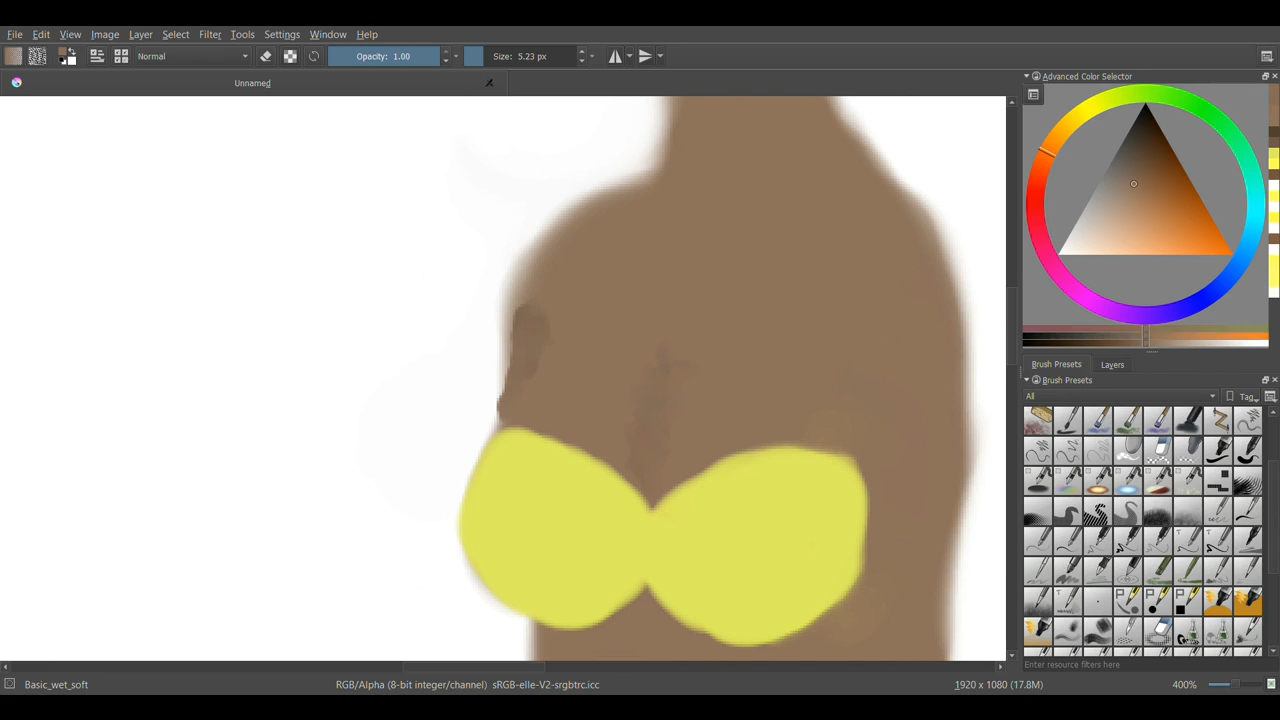 File Edit View Image Layer Select Filter Tools Settings Window Help
Normal Opacity: 1.00 Size: 5.23 px
Unnamed
Advanced Color Selector
Brush Presets Layers
Brush Presets
All Tag
Enter resource filters here
Basic_wet_soft RGB/Alpha (8-bit integer/channel) sRGB-elle-V2-srgbtrc.icc 1920 x 1080 (17.8M) 400%